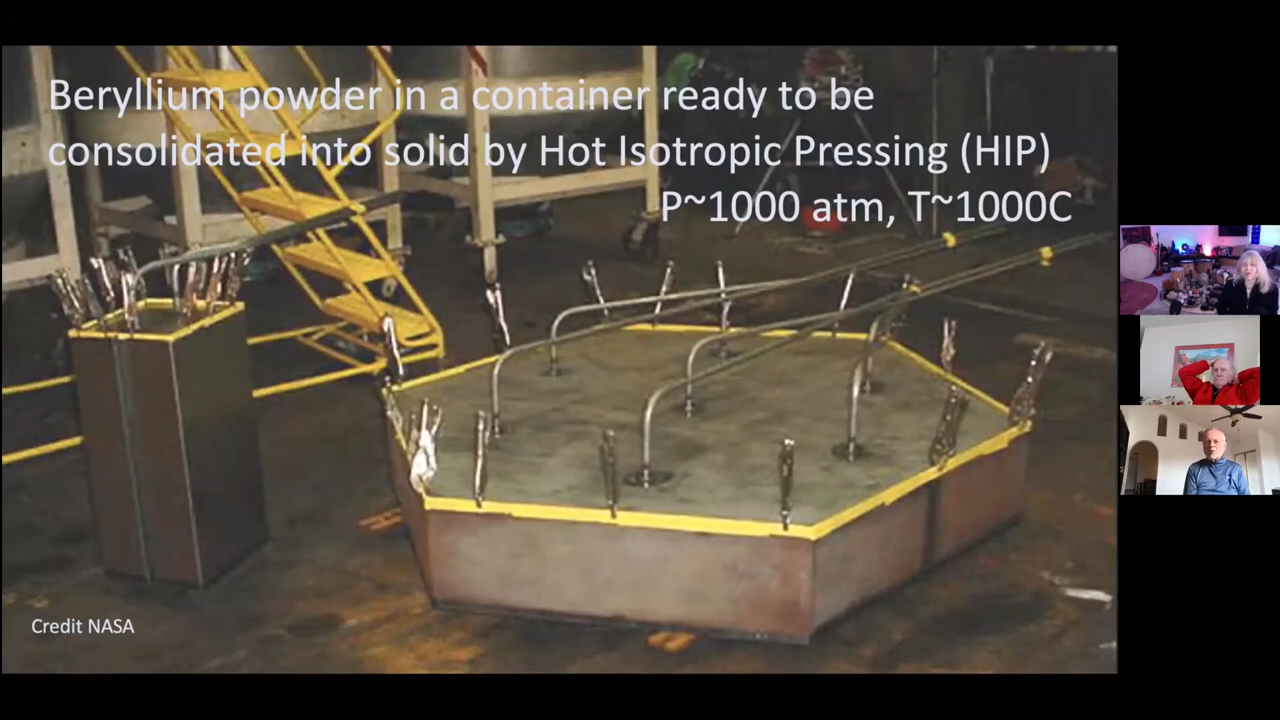 Beryllium powder in a container ready to be
consolidated into solid by Hot Isotropic Pressing (HIP)
P~1000 atm, T~1000C
Credit NASA